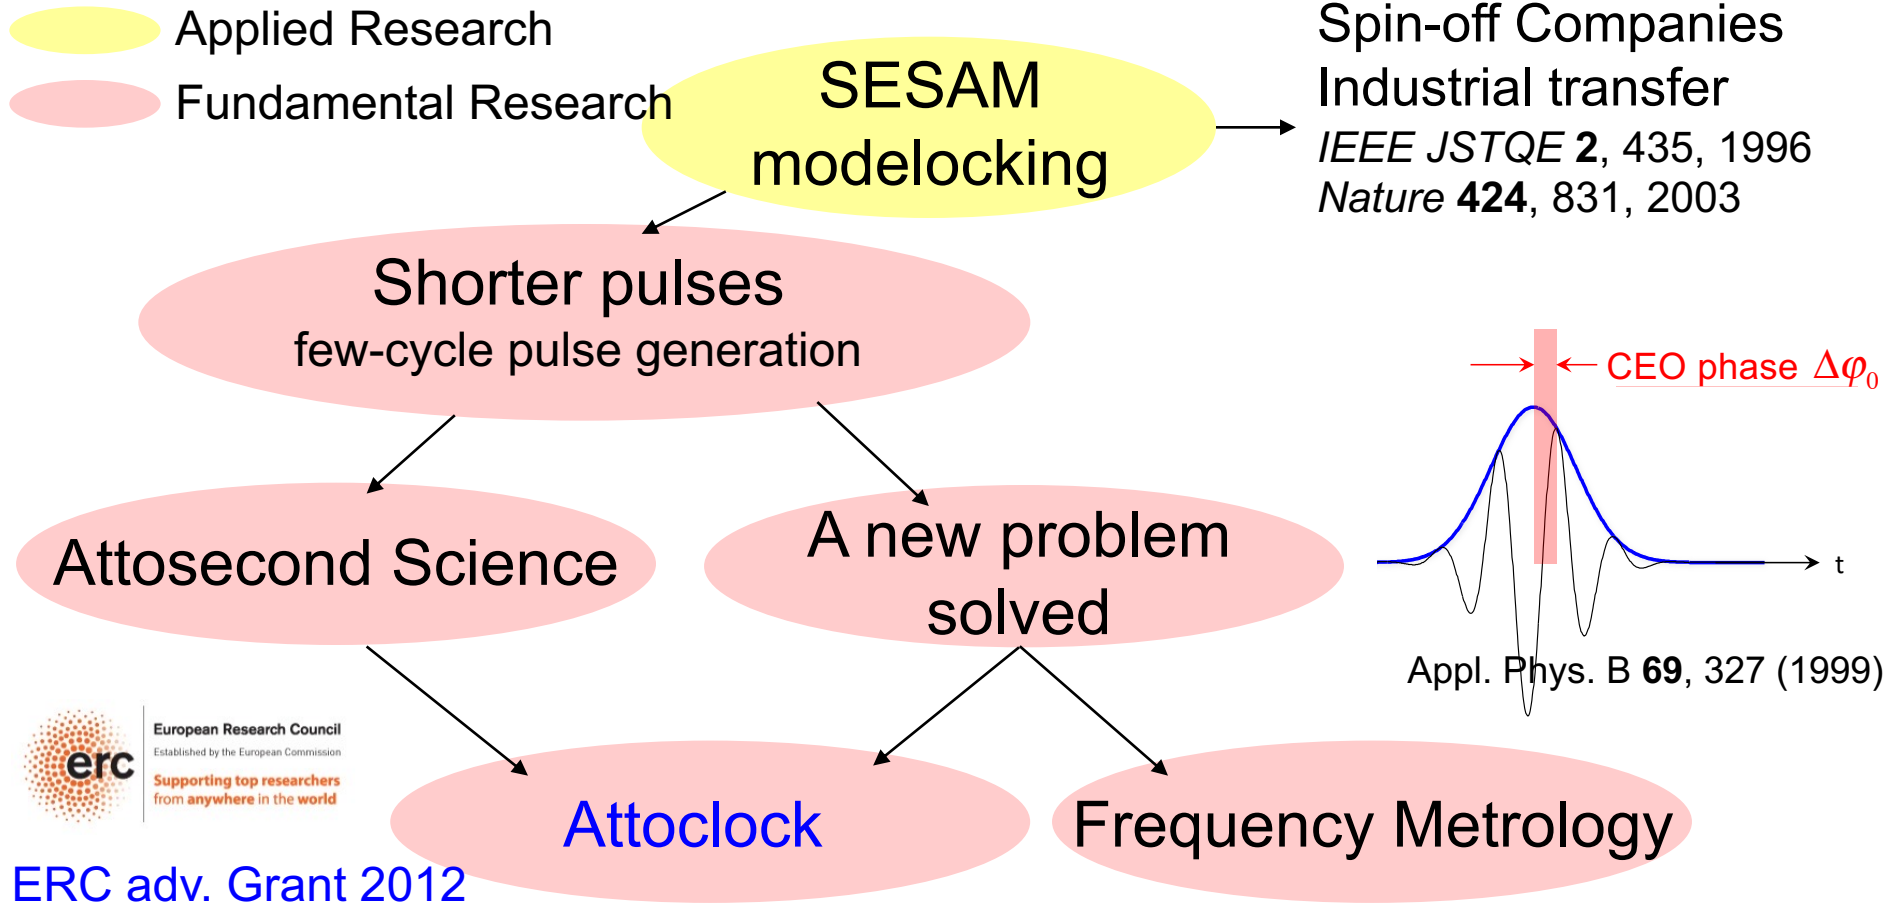 Applied Research
Fundamental Research
SESAM
modelocking
Spin-off Companies
Industrial transfer
IEEE JSTQE 2, 435, 1996
Nature 424, 831, 2003
Shorter pulses
few-cycle pulse generation
CEO phase Δφ₀
t
Appl. Phys. B 69, 327 (1999)
Attosecond Science
A new problem
solved
erc
European Research Council
Established by the European Commission
Supporting top researchers
from anywhere in the world
ERC adv. Grant 2012
Attoclock
Frequency Metrology